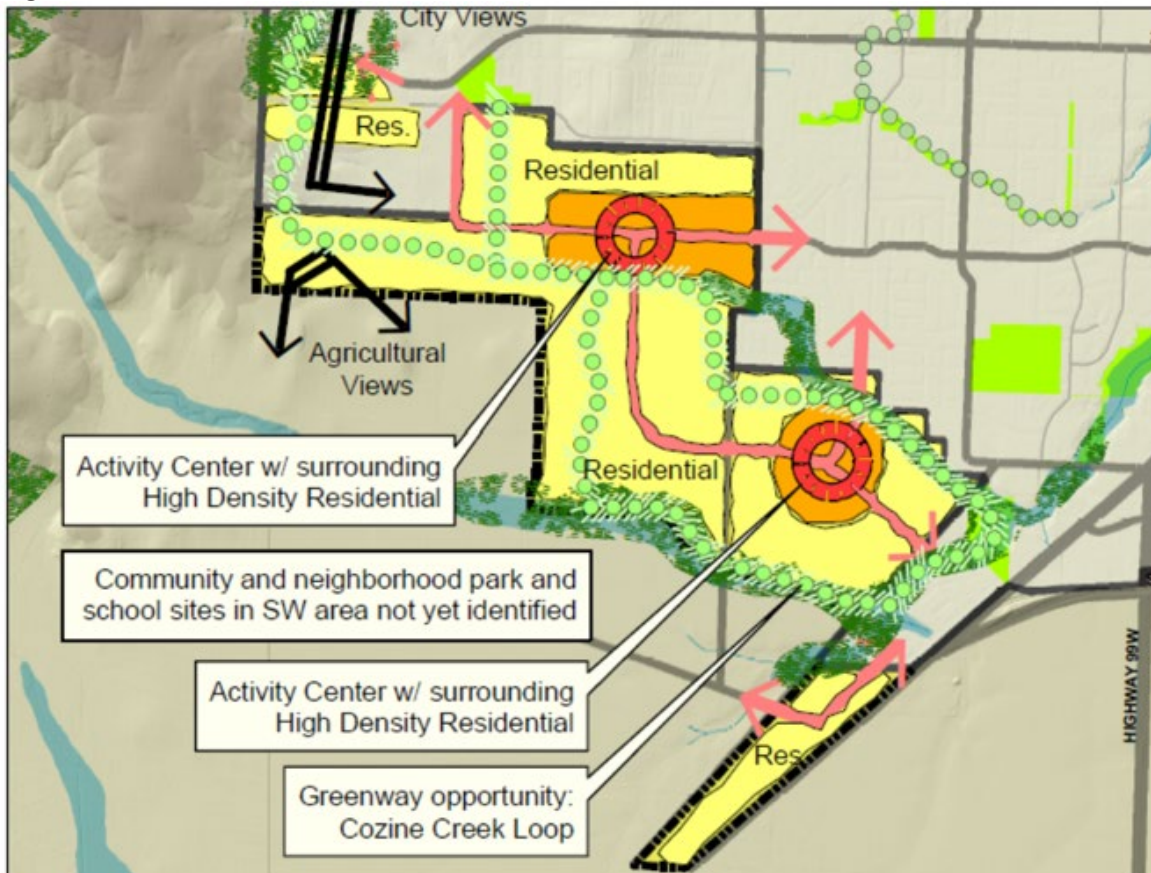 City Views
Res.
Residential
Agricultural
Views
Activity Center w/ surrounding
High Density Residential
Residential
Community and neighborhood park and
school sites in SW area not yet identified
Activity Center w/ surrounding
High Density Residential
HIGHWAY 99W
Res.
Greenway opportunity:
Cozine Creek Loop